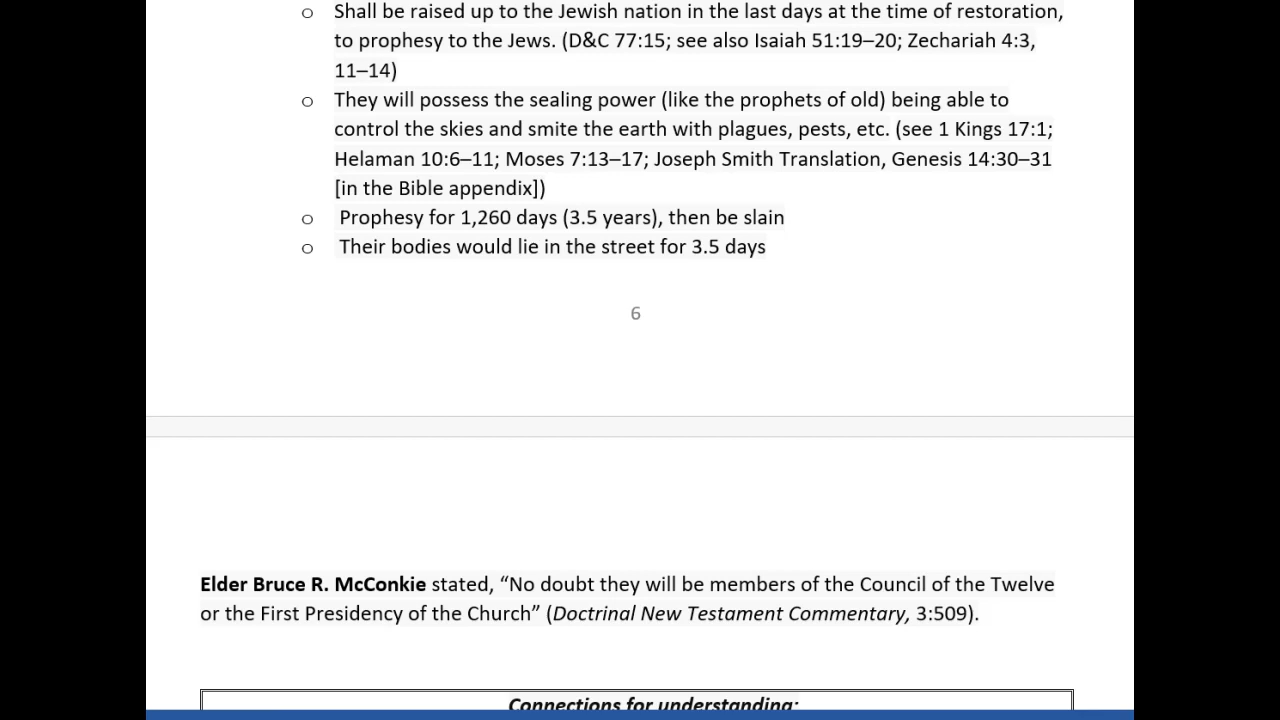 o Shall be raised up to the Jewish nation in the last days at the time of restoration,
to prophesy to the Jews. (D&C 77:15; see also Isaiah 51:19–20; Zechariah 4:3,
11–14)
o They will possess the sealing power (like the prophets of old) being able to
control the skies and smite the earth with plagues, pests, etc. (see 1 Kings 17:1;
Helaman 10:6–11; Moses 7:13–17; Joseph Smith Translation, Genesis 14:30–31
[in the Bible appendix])
o Prophesy for 1,260 days (3.5 years), then be slain
o Their bodies would lie in the street for 3.5 days
6
Elder Bruce R. McConkie stated, “No doubt they will be members of the Council of the Twelve
or the First Presidency of the Church” (Doctrinal New Testament Commentary, 3:509).
Connections for understanding: